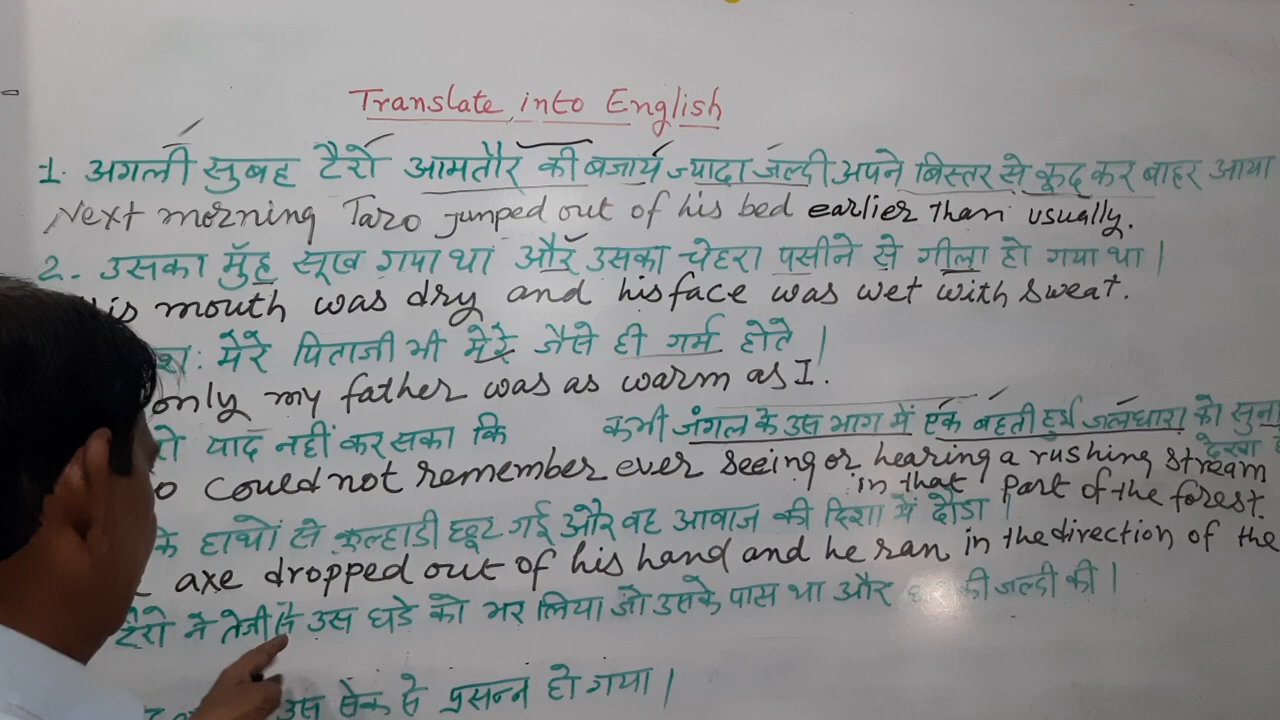 Translate into English
1. अगली सुबह टैरो आमतौर की बजाय ज्यादा जल्दी अपने बिस्तर से कूद कर बाहर आया
Next morning Taro jumped out of his bed earlier than usually.
2. उसका मुँह सूख गया था और उसका चेहरा पसीने से गीला हो गया था।
is mouth was dry and his face was wet with sweat.
श: मेरे पिताजी भी मेरे जैसे ही गर्म होते।
only my father was as warm as I.
रो याद नहीं कर सका कि कभी जंगल के उस भाग में एक बहती हुई जलधारा को सुना
देखा
o could not remember ever seeing or hearing a rushing stream
in that part of the forest.
के हाथों से कुल्हाडी छूट गई और वह आवाज की दिशा में दौडा।
axe dropped out of his hand and he ran in the direction of the
टैरो ने तेजी से उस घडे को भर लिया जो उसके पास था और की जल्दी की।
उस से प्रसन्न हो गया।